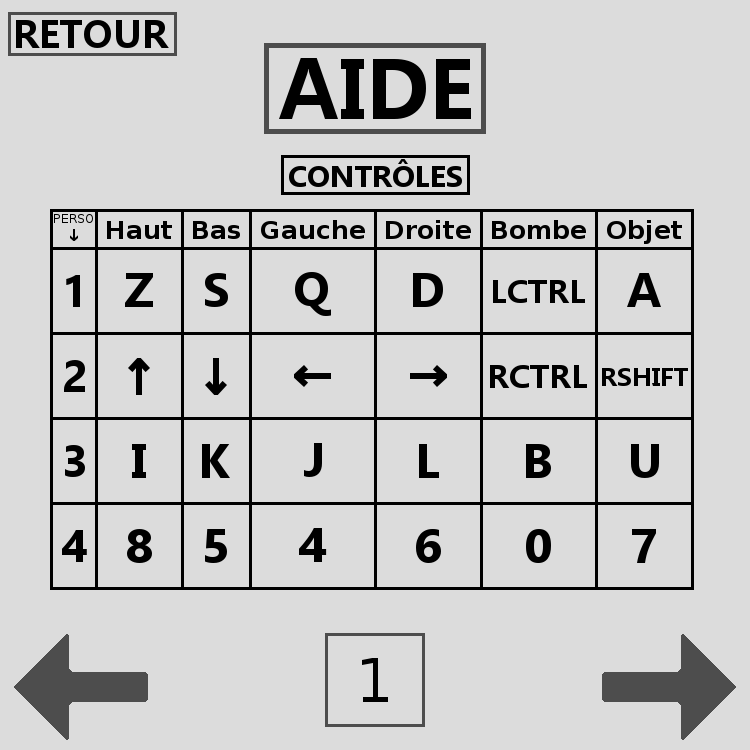 RETOUR
AIDE
CONTRÔLES
PERSO ↓ Haut Bas Gauche Droite Bombe Objet
1 Z S Q D LCTRL A
2 ↑ ↓ ← → RCTRL RSHIFT
3 I K J L B U
4 8 5 4 6 0 7
1